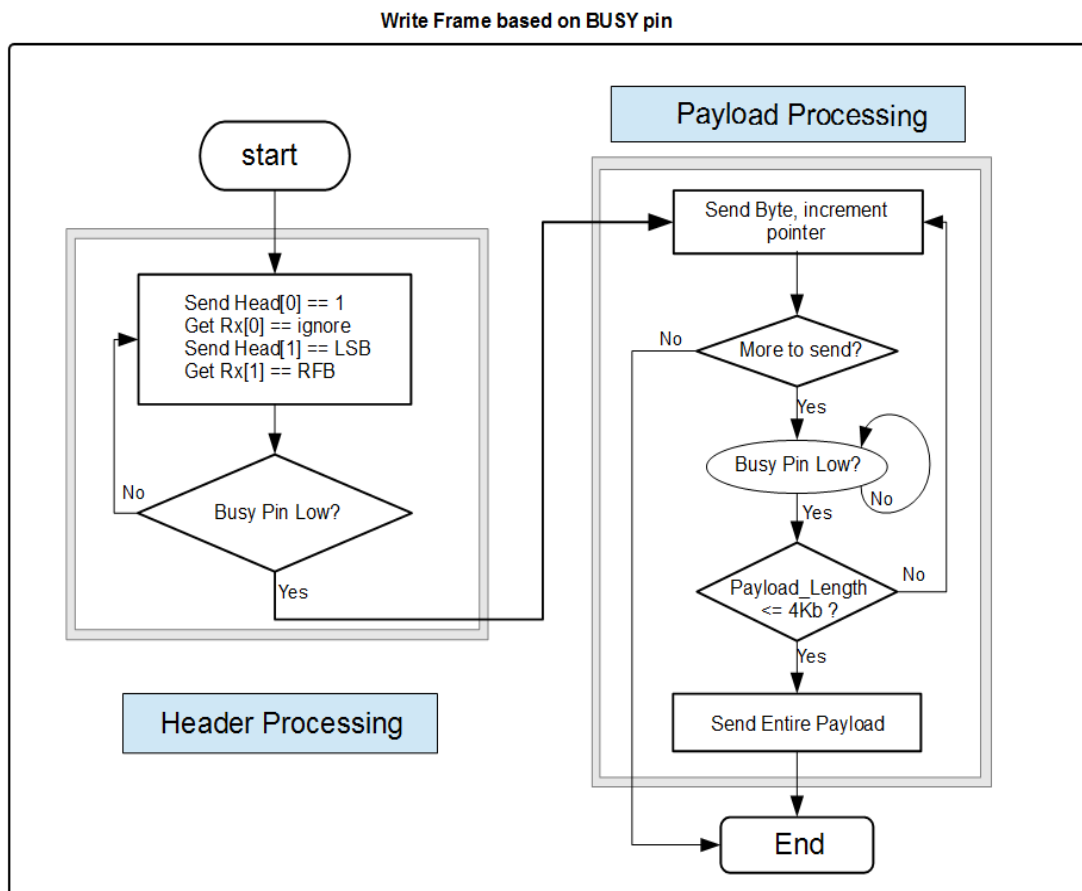 Write Frame based on BUSY pin
start
Send Head[0] == 1
Get Rx[0] == ignore
Send Head[1] == LSB
Get Rx[1] == RFB
No
Busy Pin Low?
Yes
Header Processing
Payload Processing
Send Byte, increment
pointer
No
More to send?
Yes
Busy Pin Low?
No
Yes
Payload_Length
<= 4Kb ?
No
Yes
Send Entire Payload
End